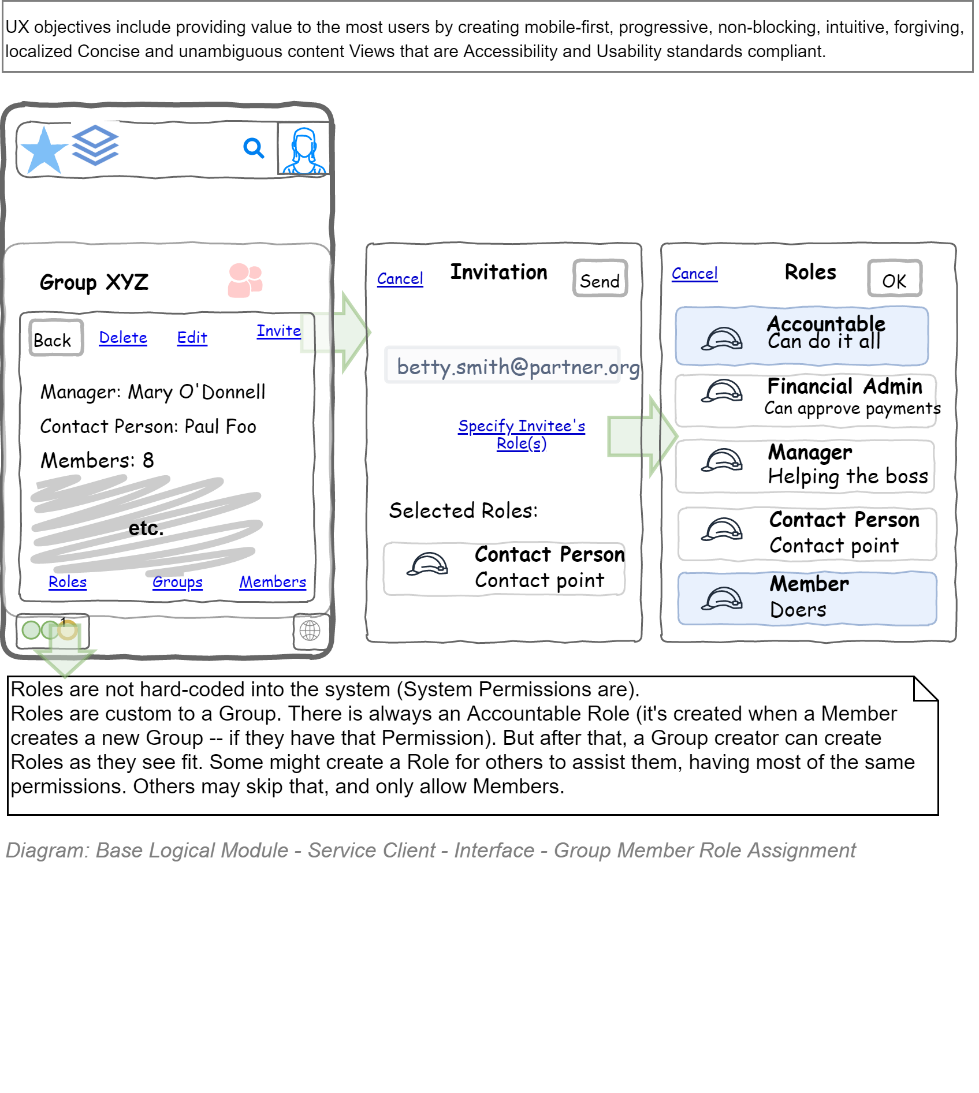 UX objectives include providing value to the most users by creating mobile-first, progressive, non-blocking, intuitive, forgiving,
localized Concise and unambiguous content Views that are Accessibility and Usability standards compliant.
Group XYZ
Back
Delete
Edit
Invite
Manager: Mary O'Donnell
Contact Person: Paul Foo
Members: 8
etc.
Roles
Groups
Members
1
Cancel
Invitation
Send
betty.smith@partner.org
Specify Invitee's
Role(s)
Selected Roles:
Contact Person
Contact point
Cancel
Roles
OK
Accountable
Can do it all
Financial Admin
Can approve payments
Manager
Helping the boss
Contact Person
Contact point
Member
Doers
Roles are not hard-coded into the system (System Permissions are).
Roles are custom to a Group. There is always an Accountable Role (it's created when a Member
creates a new Group -- if they have that Permission). But after that, a Group creator can create
Roles as they see fit. Some might create a Role for others to assist them, having most of the same
permissions. Others may skip that, and only allow Members.
Diagram: Base Logical Module - Service Client - Interface - Group Member Role Assignment